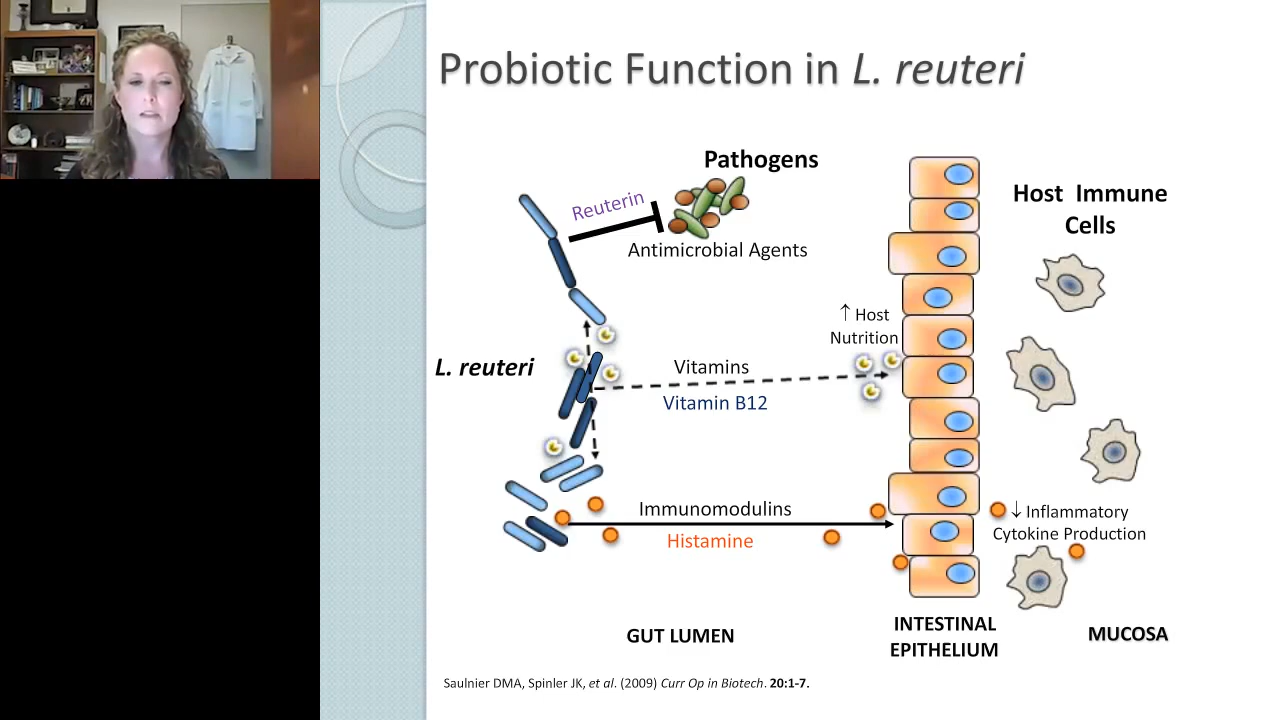 Probiotic Function in L. reuteri
Pathogens
Reuterin
Antimicrobial Agents
Host Immune
Cells
↑ Host
Nutrition
L. reuteri
Vitamins
Vitamin B12
Immunomodulins
Histamine
↓ Inflammatory
Cytokine Production
GUT LUMEN
INTESTINAL
EPITHELIUM
MUCOSA
Saulnier DMA, Spinler JK, et al. (2009) Curr Op in Biotech. 20:1-7.